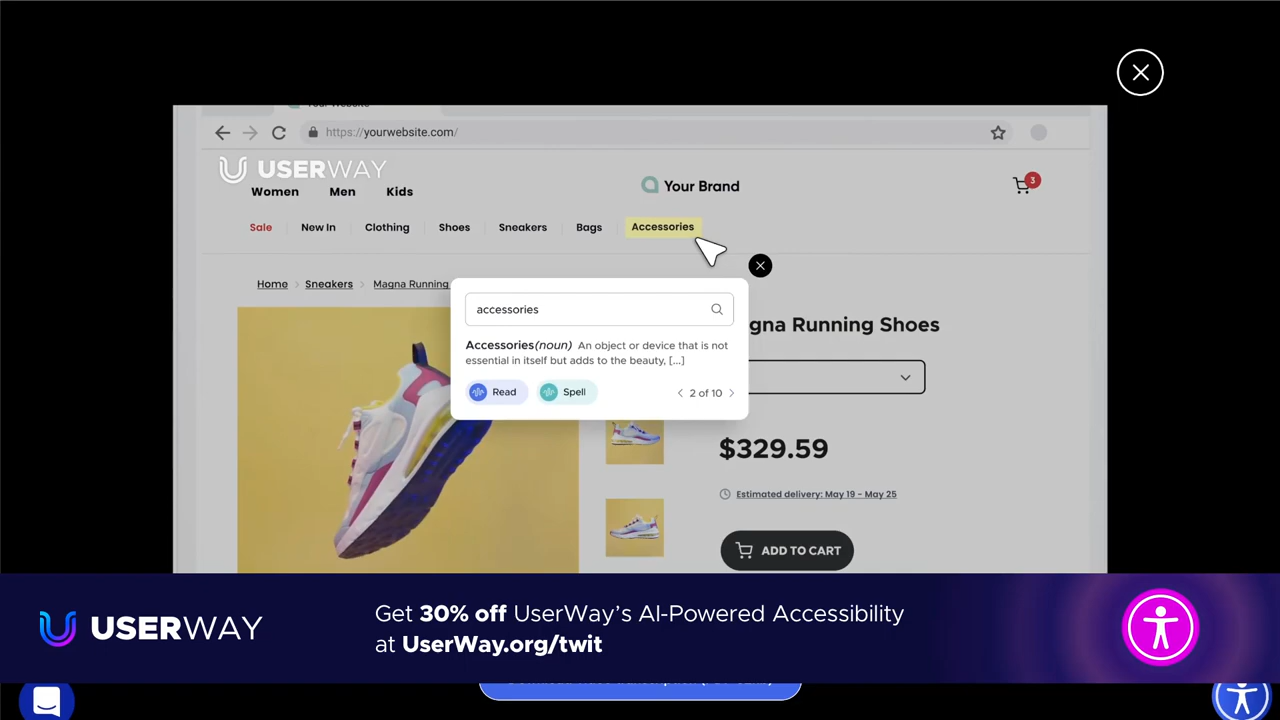 https://yourwebsite.com/
USERWAY
Women Men Kids
Your Brand
3
Sale New In Clothing Shoes Sneakers Bags Accessories
Home Sneakers Magna Running
accessories
Accessories(noun) An object or device that is not
essential in itself but adds to the beauty, [...]
Read Spell 2 of 10
Running Shoes
$329.59
Estimated delivery: May 19 - May 25
ADD TO CART
USERWAY
Get 30% off UserWay's AI-Powered Accessibility
at UserWay.org/twit